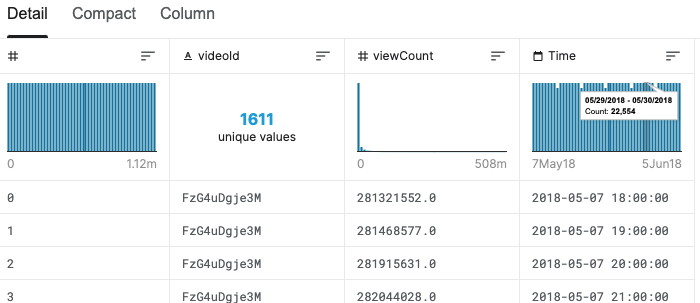 Detail Compact Column
# A videoId # viewCount Time
1611
unique values
05/29/2018 - 05/30/2018
Count: 22,554
0 1.12m 0 508m 7May18 5Jun18
0 FzG4uDgje3M 281321552.0 2018-05-07 18:00:00
1 FzG4uDgje3M 281468577.0 2018-05-07 19:00:00
2 FzG4uDgje3M 281915631.0 2018-05-07 20:00:00
3 FzG4uDgje3M 282044028.0 2018-05-07 21:00:00